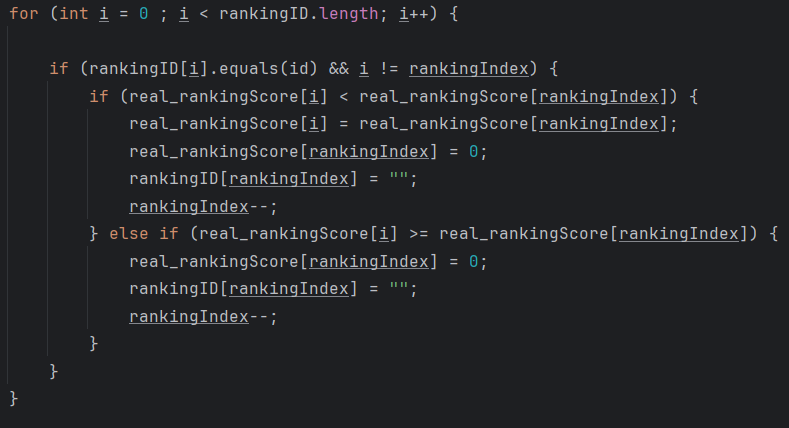 for (int i = 0 ; i < rankingID.length; i++) {
if (rankingID[i].equals(id) && i != rankingIndex) {
if (real_rankingScore[i] < real_rankingScore[rankingIndex]) {
real_rankingScore[i] = real_rankingScore[rankingIndex];
real_rankingScore[rankingIndex] = 0;
rankingID[rankingIndex] = "";
rankingIndex--;
} else if (real_rankingScore[i] >= real_rankingScore[rankingIndex]) {
real_rankingScore[rankingIndex] = 0;
rankingID[rankingIndex] = "";
rankingIndex--;
}
}
}